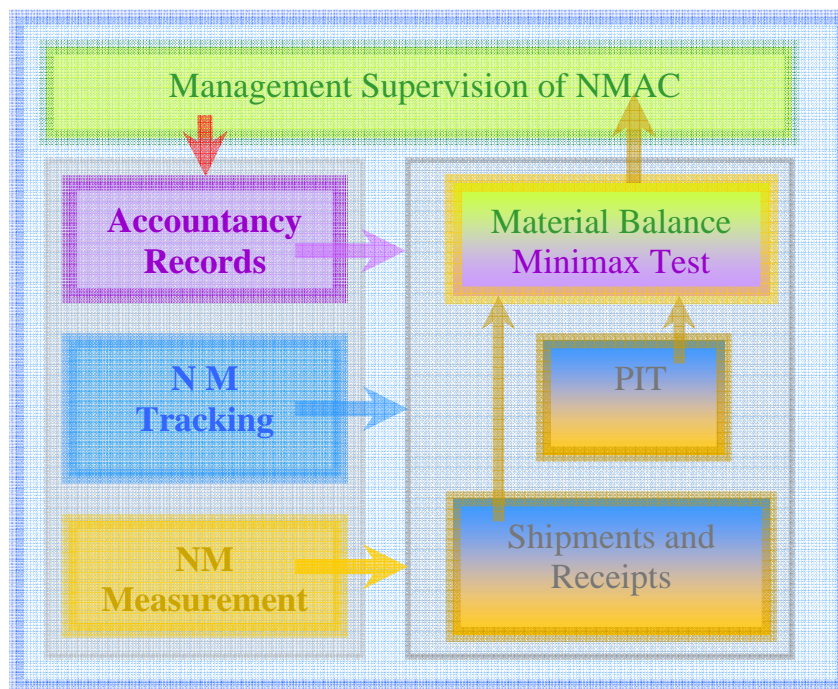 Management Supervision of NMAC
Accountancy
Records
Material Balance
Minimax Test
N M
Tracking
PIT
NM
Measurement
Shipments and
Receipts